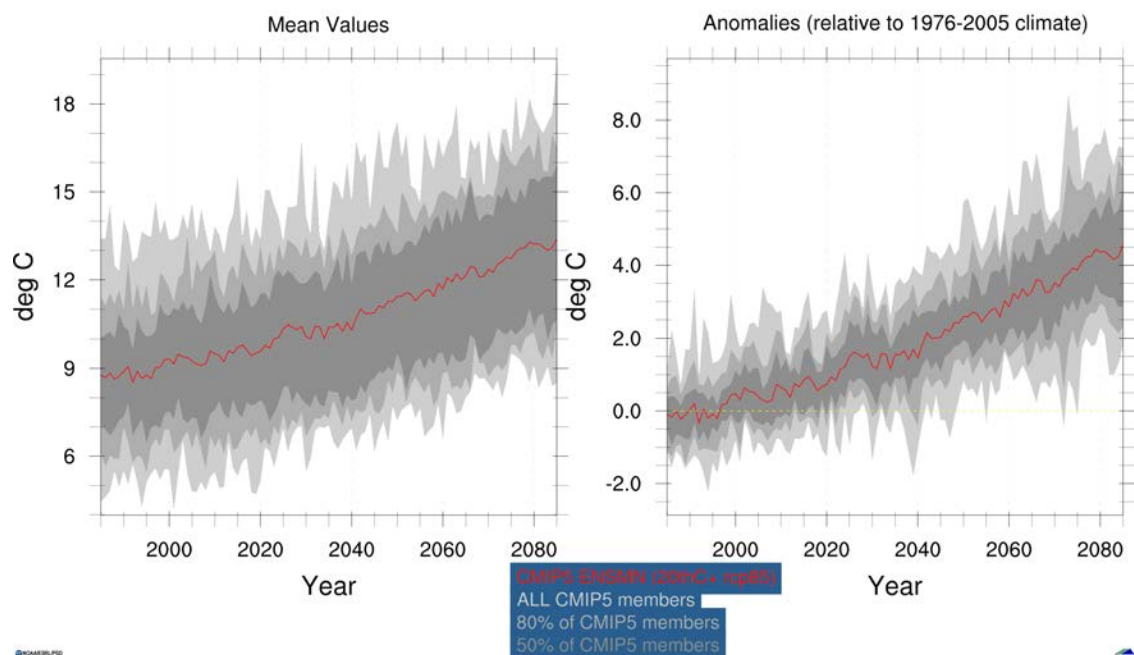 Mean Values
Anomalies (relative to 1976-2005 climate)
18
15
12
9
6
deg C
2000 2020 2040 2060 2080
Year
8.0
6.0
4.0
2.0
0.0
-2.0
deg C
2000 2020 2040 2060 2080
Year
CMIP5 ENSMN (20thC+ rcp85)
ALL CMIP5 members
80% of CMIP5 members
50% of CMIP5 members